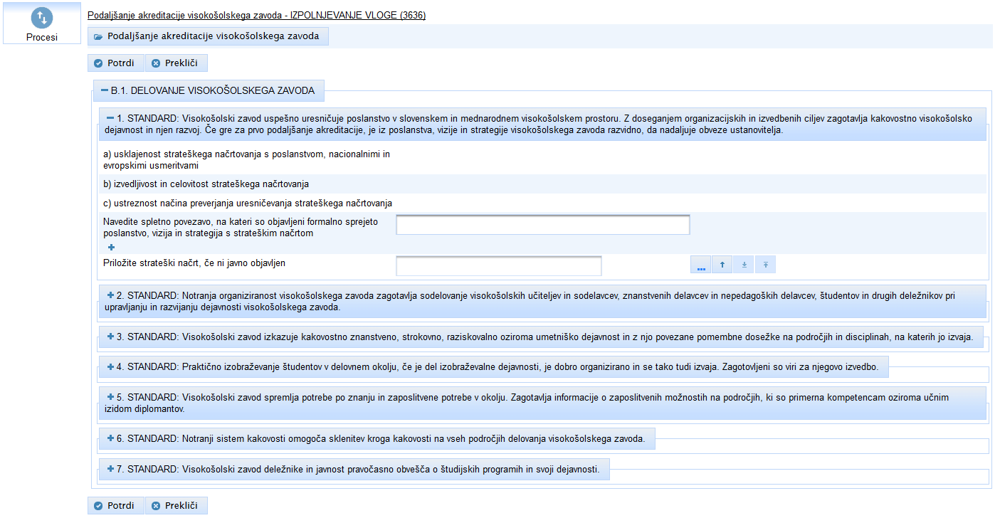 Procesi
Podaljšanje akreditacije visokošolskega zavoda - IZPOLNJEVANJE VLOGE (3636)
Podaljšanje akreditacije visokošolskega zavoda
Potrdi Prekliči
B.1. DELOVANJE VISOKOŠOLSKEGA ZAVODA
1. STANDARD: Visokošolski zavod uspešno uresničuje poslanstvo v slovenskem in mednarodnem visokošolskem prostoru. Z doseganjem organizacijskih in izvedbenih ciljev zagotavlja kakovostno visokošolsko
dejavnost in njen razvoj. Če gre za prvo podaljšanje akreditacije, je iz poslanstva, vizije in strategije visokošolskega zavoda razvidno, da nadaljuje obveze ustanovitelja.
a) usklajenost strateškega načrtovanja s poslanstvom, nacionalnimi in
evropskimi usmeritvami
b) izvedljivost in celovitost strateškega načrtovanja
c) ustreznost načina preverjanja uresničevanja strateškega načrtovanja
Navedite spletno povezavo, na kateri so objavljeni formalno sprejeto
poslanstvo, vizija in strategija s strateškim načrtom
Priložite strateški načrt, če ni javno objavljen
...
2. STANDARD: Notranja organiziranost visokošolskega zavoda zagotavlja sodelovanje visokošolskih učiteljev in sodelavcev, znanstvenih delavcev in nepedagoških delavcev, študentov in drugih deležnikov pri
upravljanju in razvijanju dejavnosti visokošolskega zavoda.
3. STANDARD: Visokošolski zavod izkazuje kakovostno znanstveno, strokovno, raziskovalno oziroma umetniško dejavnost in z njo povezane pomembne dosežke na področjih in disciplinah, na katerih jo izvaja.
4. STANDARD: Praktično izobraževanje študentov v delovnem okolju, če je del izobraževalne dejavnosti, je dobro organizirano in se tako tudi izvaja. Zagotovljeni so viri za njegovo izvedbo.
5. STANDARD: Visokošolski zavod spremlja potrebe po znanju in zaposlitvene potrebe v okolju. Zagotavlja informacije o zaposlitvenih možnostih na področjih, ki so primerna kompetencam oziroma učnim
izidom diplomantov.
6. STANDARD: Notranji sistem kakovosti omogoča sklenitev kroga kakovosti na vseh področjih delovanja visokošolskega zavoda.
7. STANDARD: Visokošolski zavod deležnike in javnost pravočasno obvešča o študijskih programih in svoji dejavnosti.
Potrdi Prekliči